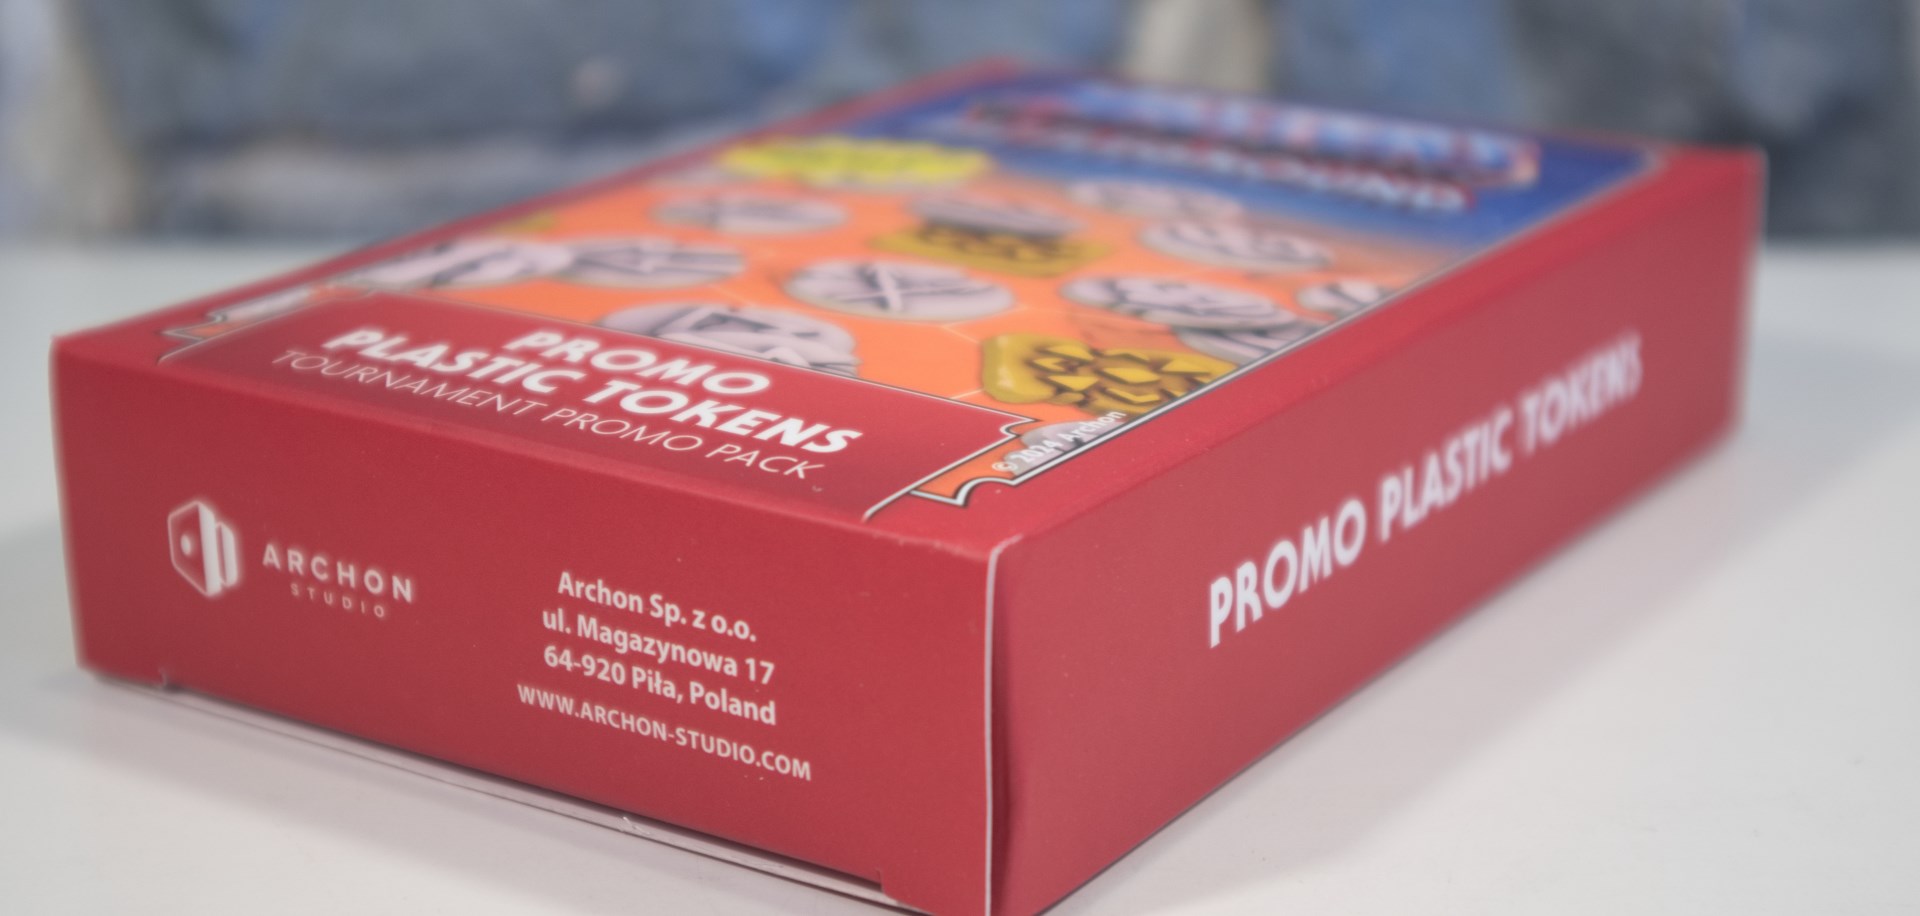 PROMO
PLASTIC TOKENS
TOURNAMENT PROMO PACK
© 2024 Archon
ARCHON
STUDIO
Archon Sp. z o.o.
ul. Magazynowa 17
64-920 Piła, Poland
WWW.ARCHON-STUDIO.COM
PROMO PLASTIC TOKENS